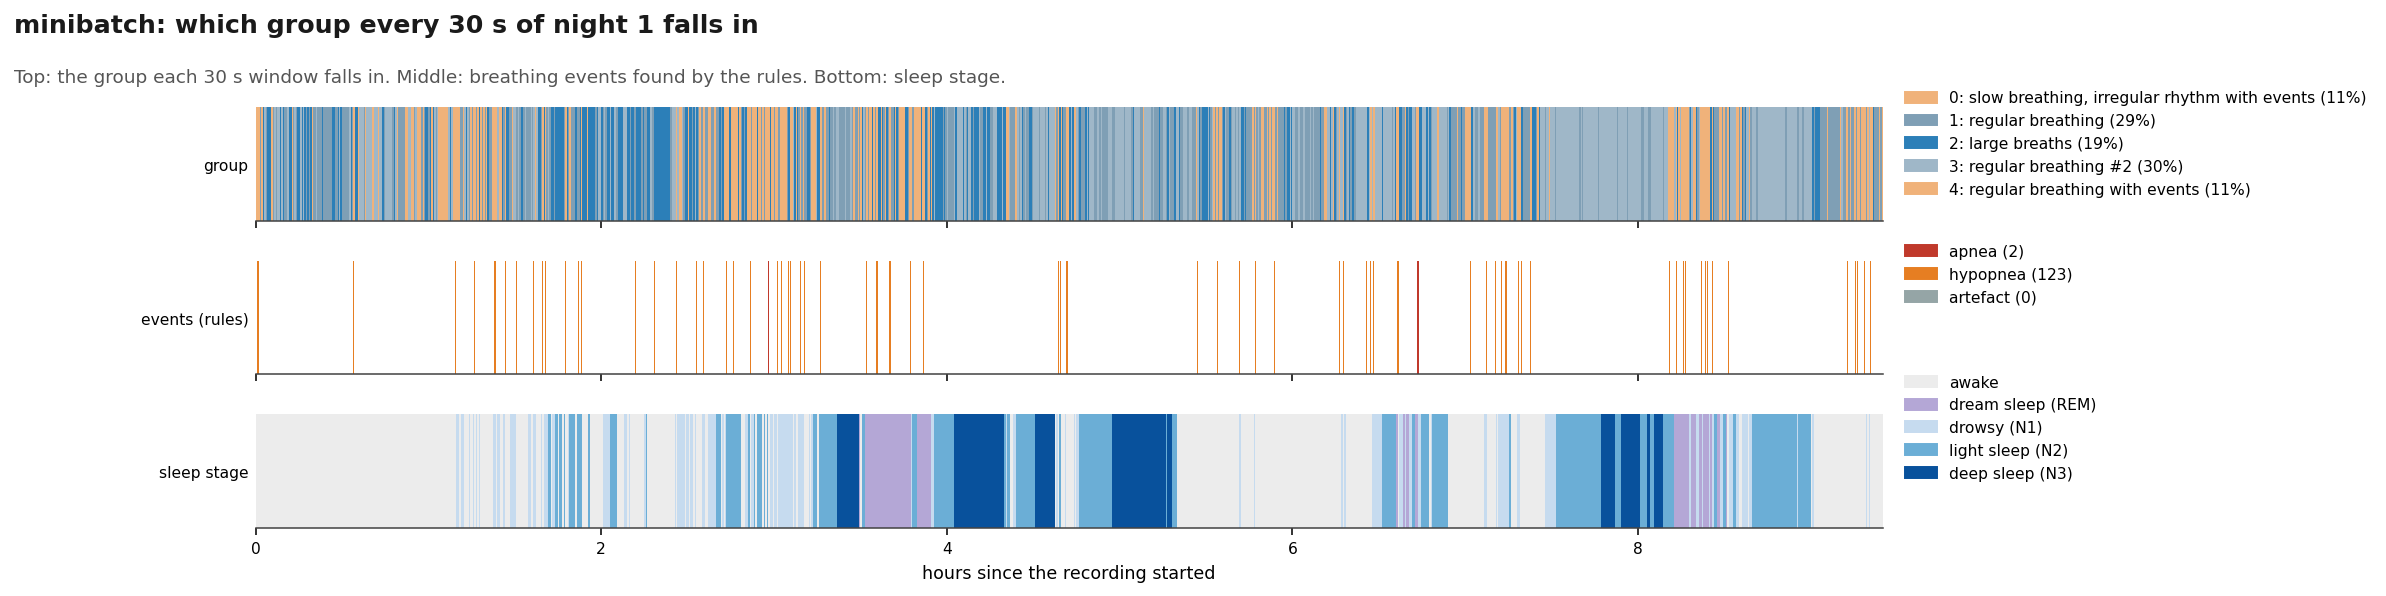 minibatch: which group every 30 s of night 1 falls in
Top: the group each 30 s window falls in. Middle: breathing events found by the rules. Bottom: sleep stage.
group
0: slow breathing, irregular rhythm with events (11%)
1: regular breathing (29%)
2: large breaths (19%)
3: regular breathing #2 (30%)
4: regular breathing with events (11%)
events (rules)
apnea (2)
hypopnea (123)
artefact (0)
sleep stage
awake
dream sleep (REM)
drowsy (N1)
light sleep (N2)
deep sleep (N3)
0 2 4 6 8
hours since the recording started